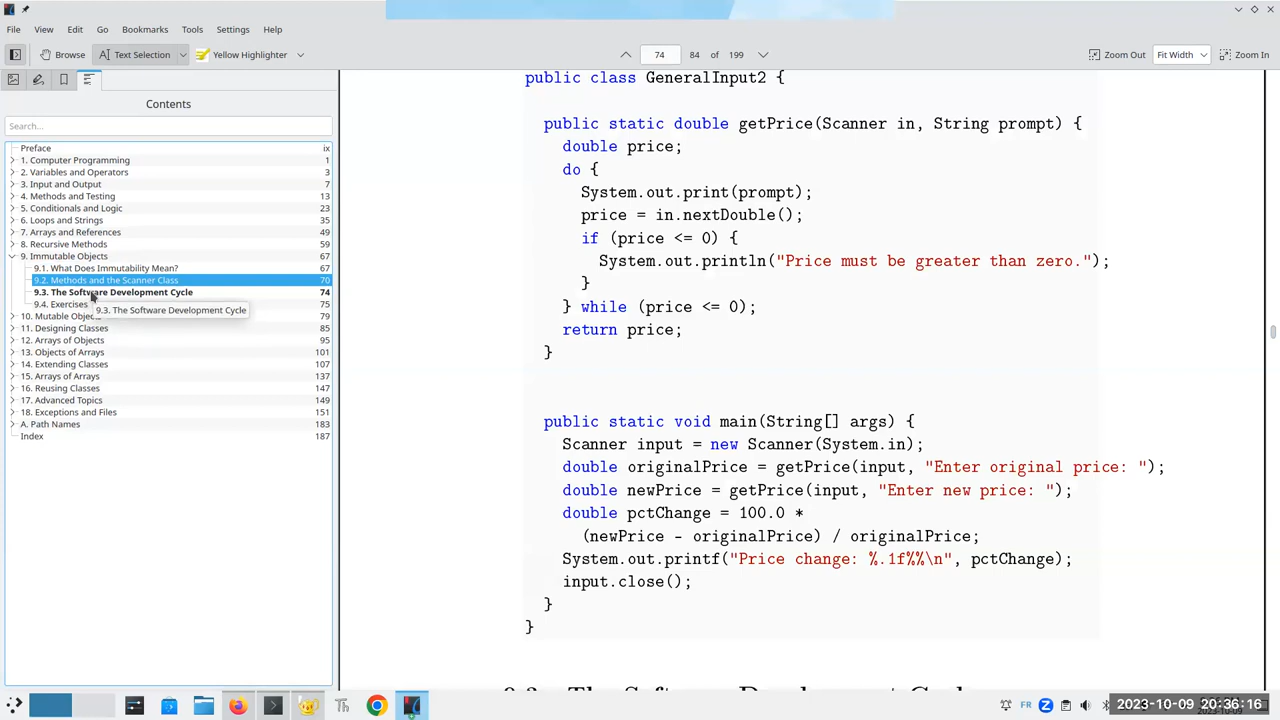 File View Edit Go Bookmarks Tools Settings Help
Browse Text Selection Yellow Highlighter 74 84 of 199 Zoom Out Fit Width Zoom In
Contents
Search...
Preface ix
1. Computer Programming 1
2. Variables and Operators 3
3. Input and Output 7
4. Methods and Testing 13
5. Conditionals and Logic 23
6. Loops and Strings 35
7. Arrays and References 49
8. Recursive Methods 59
9. Immutable Objects 67
9.1. What Does Immutability Mean? 67
9.2. Methods and the Scanner Class 70
9.3. The Software Development Cycle 74
9.4. Exercises 75
9.3. The Software Development Cycle
10. Mutable Objects 79
11. Designing Classes 85
12. Arrays of Objects 95
13. Objects of Arrays 101
14. Extending Classes 107
15. Arrays of Arrays 137
16. Reusing Classes 147
17. Advanced Topics 149
18. Exceptions and Files 151
A. Path Names 183
Index 187
public class GeneralInput2 {
public static double getPrice(Scanner in, String prompt) {
double price;
do {
System.out.print(prompt);
price = in.nextDouble();
if (price <= 0) {
System.out.println("Price must be greater than zero.");
}
} while (price <= 0);
return price;
}
public static void main(String[] args) {
Scanner input = new Scanner(System.in);
double originalPrice = getPrice(input, "Enter original price: ");
double newPrice = getPrice(input, "Enter new price: ");
double pctChange = 100.0 *
(newPrice - originalPrice) / originalPrice;
System.out.printf("Price change: %.1f%%\n", pctChange);
input.close();
}
}
9.3 The Software Development Cycle
FR
2023-10-09 20:36:16